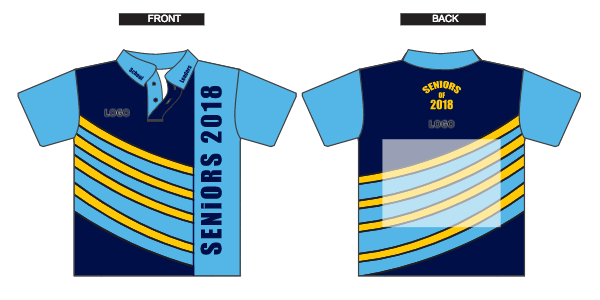 FRONT
BACK
School
Leaders
LOGO
SENiORS 2018
SENIORS
OF
2018
LOGO